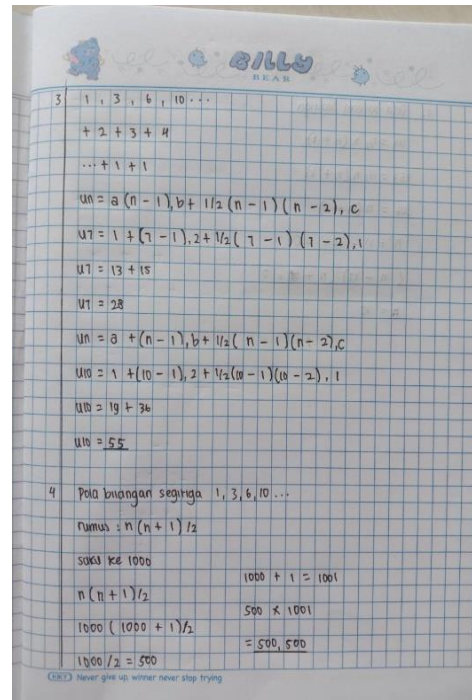 BILLY
BEAR
3 1 , 3 , 6 , 10 ...
+ 2 + 3 + 4
... + 1 + 1
un = a (n - 1), b + 1/2 (n - 1) (n - 2), c
u7 = 1 + (7 - 1), 2 + 1/2 (7 - 1) (7 - 2), 1
u7 = 13 + 15
u7 = 28
un = a + (n - 1), b + 1/2 (n - 1)(n - 2), c
u10 = 1 + (10 - 1), 2 + 1/2 (10 - 1)(10 - 2), 1
u10 = 19 + 36
u10 = 55
4 Pola bilangan segitiga 1, 3, 6, 10 ...
rumus : n (n + 1) /2
suku ke 1000
n (n + 1) /2
1000 ( 1000 + 1 ) /2
1000 /2 = 500
1000 + 1 = 1001
500 x 1001
= 500,500
Never give up, winner never stop trying